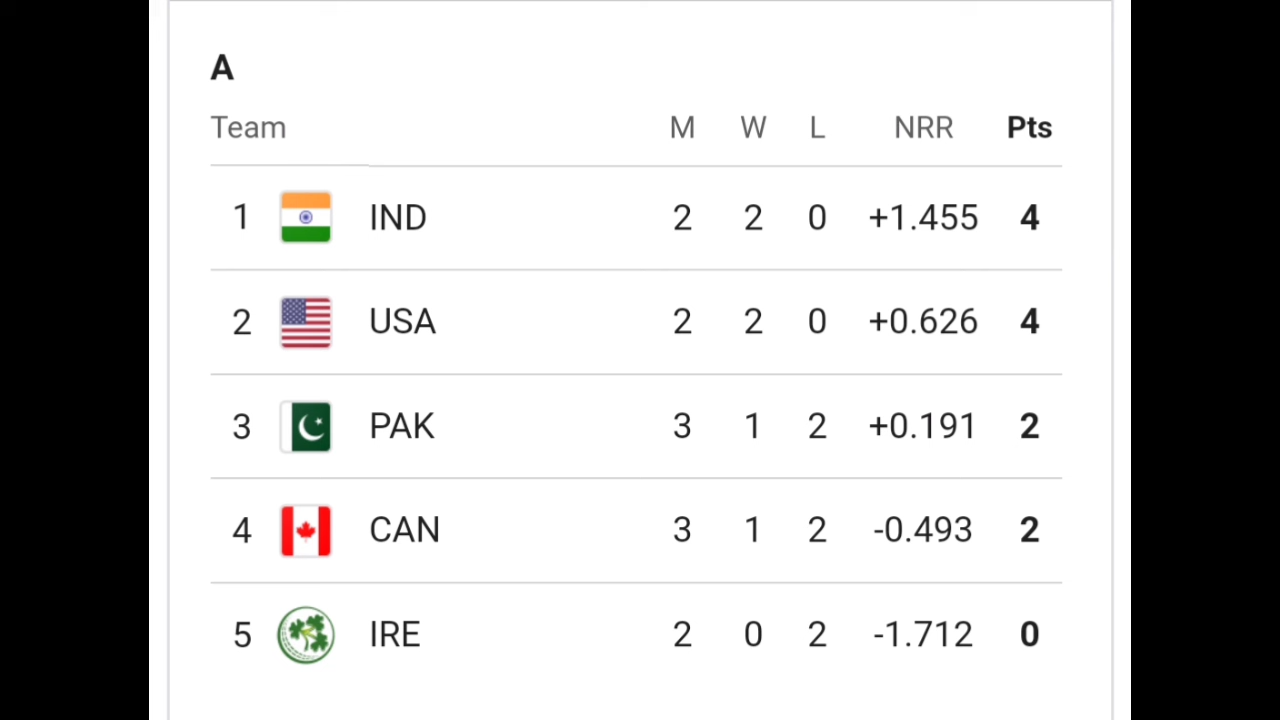 A
Team M W L NRR Pts
1 IND 2 2 0 +1.455 4
2 USA 2 2 0 +0.626 4
3 PAK 3 1 2 +0.191 2
4 CAN 3 1 2 -0.493 2
5 IRE 2 0 2 -1.712 0